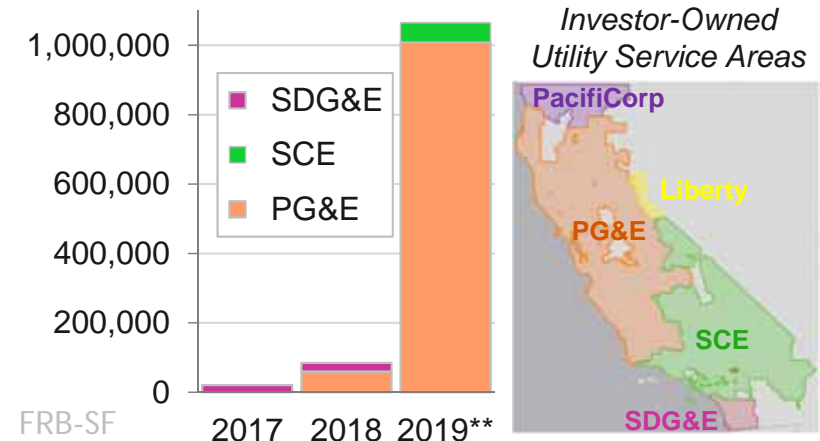 1,000,000
800,000
600,000
400,000
200,000
0
SDG&E
SCE
PG&E
2017
2018
2019**
FRB-SF
Investor-Owned
Utility Service Areas
PacifiCorp
Liberty
PG&E
SCE
SDG&E